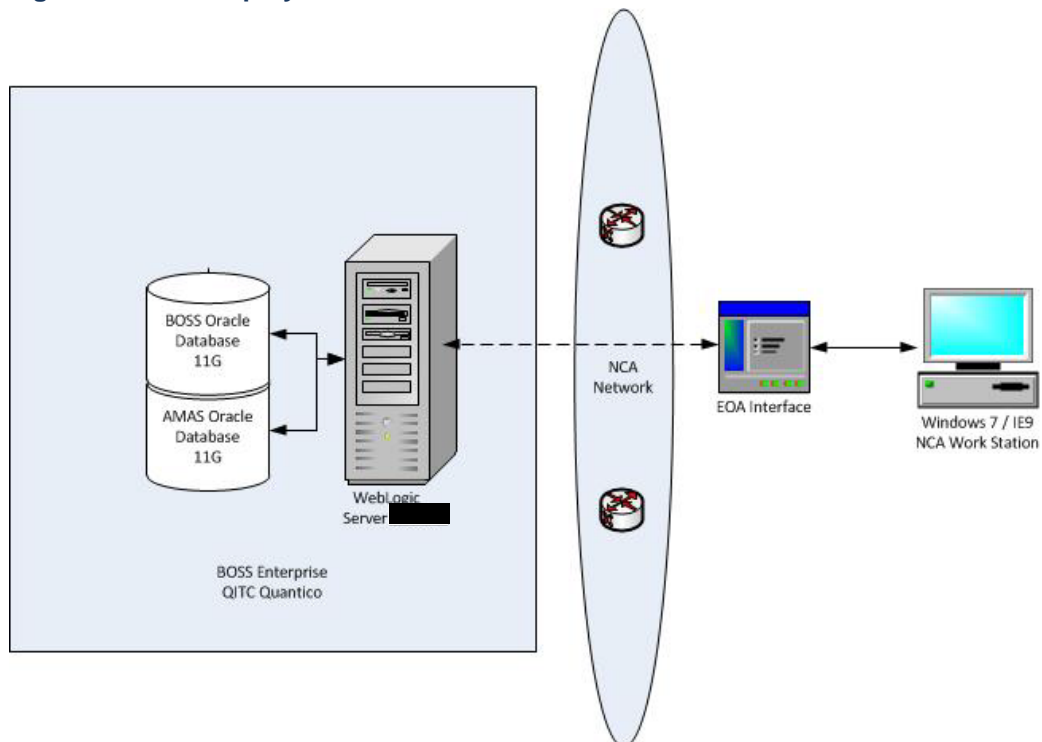 BOSS Oracle
Database
11G
AMAS Oracle
Database
11G
WebLogic
Server
BOSS Enterprise
QITC Quantico
NCA
Network
EOA Interface
Windows 7 / IE9
NCA Work Station